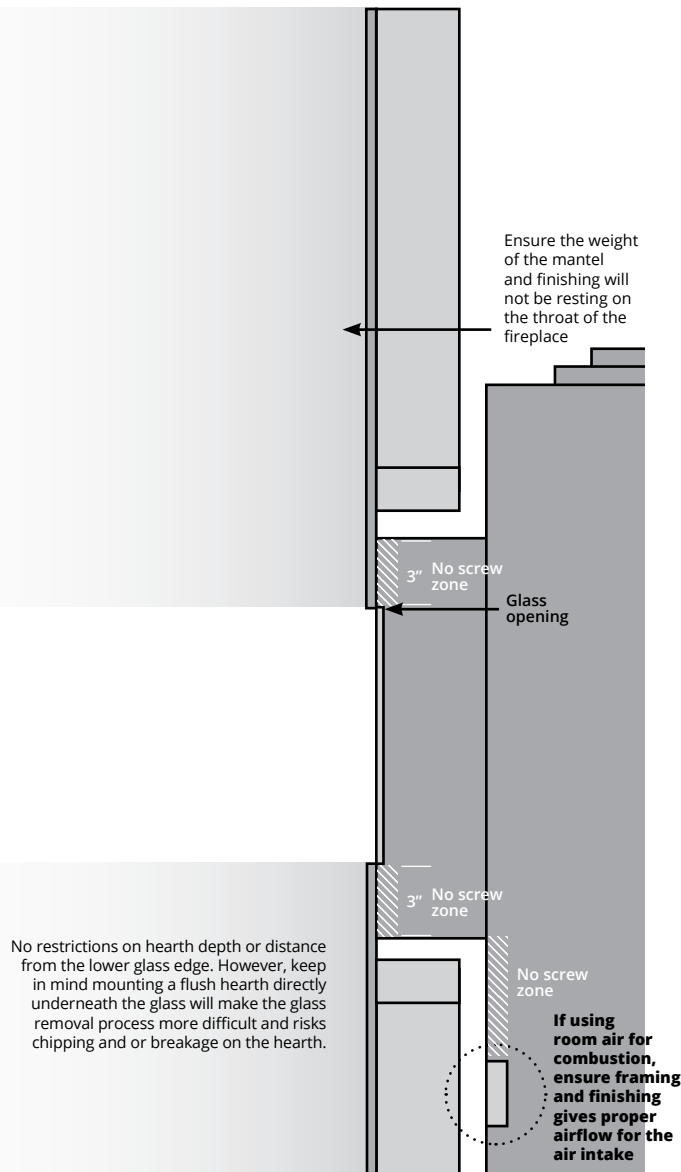 Ensure the weight
of the mantel
and finishing will
not be resting on
the throat of the
fireplace
3” No screw
zone
Glass
opening
3” No screw
zone
No restrictions on hearth depth or distance
from the lower glass edge. However, keep
in mind mounting a flush hearth directly
underneath the glass will make the glass
removal process more difficult and risks
chipping and or breakage on the hearth.
No screw
zone
If using
room air for
combustion,
ensure framing
and finishing
gives proper
airflow for the
air intake